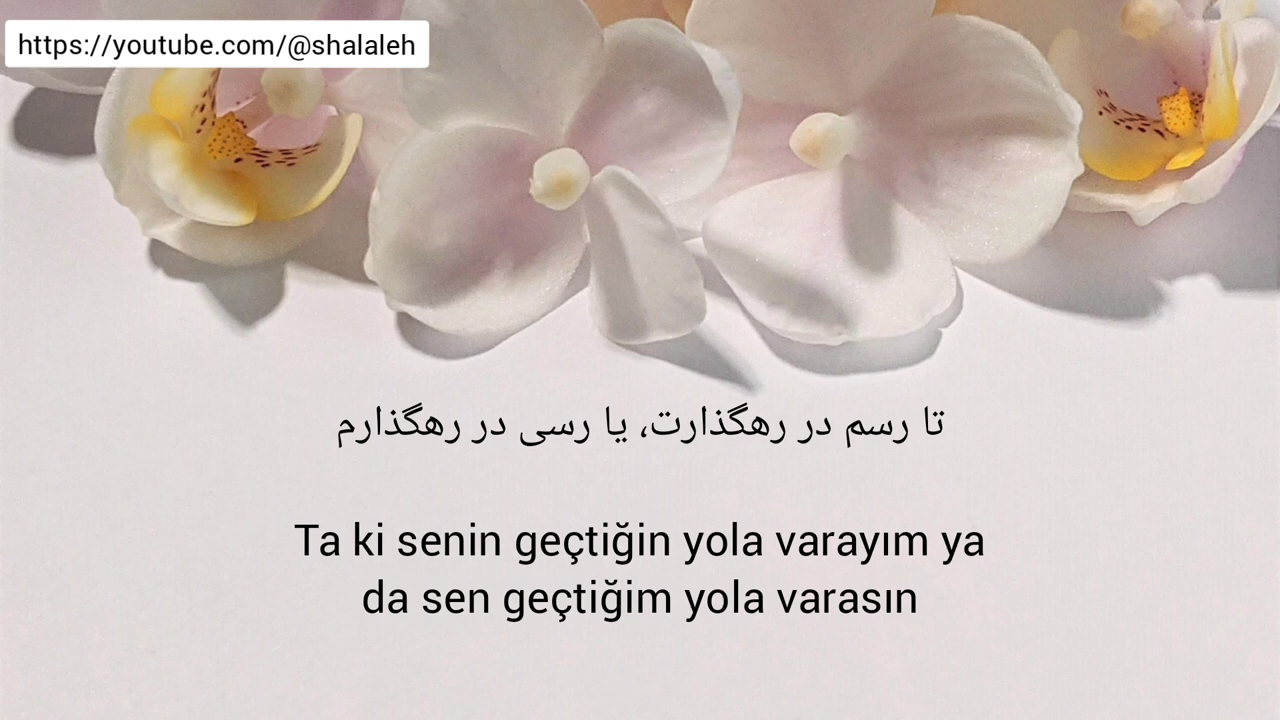 https://youtube.com/@shalaleh
تا رسم در رهگذارت، یا رسی در رهگذارم
Ta ki senin geçtiğin yola varayım ya
da sen geçtiğim yola varasın